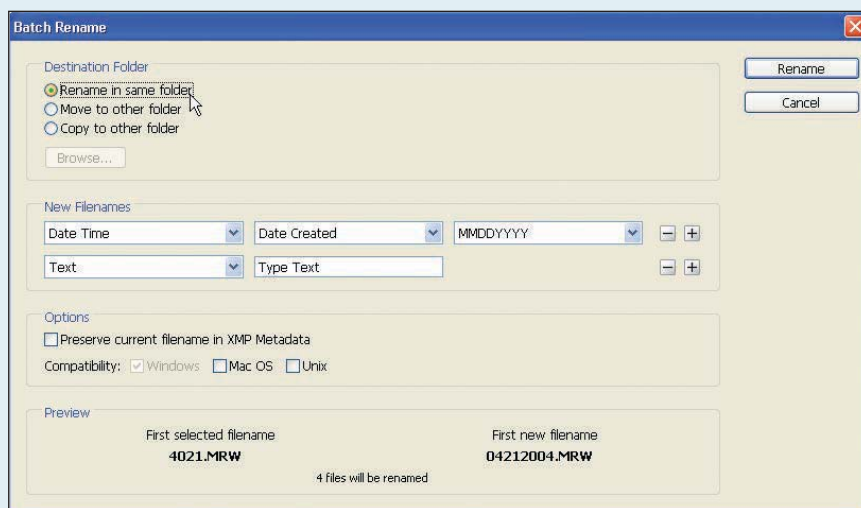 Batch Rename
Destination Folder
Rename in same folder
Move to other folder
Copy to other folder
Browse...
Rename
Cancel
New Filenames
Date Time Date Created MMDDYYYY
Text Type Text
Options
Preserve current filename in XMP Metadata
Compatibility: Windows Mac OS Unix
Preview
First selected filename First new filename
4021.MRW 04212004.MRW
4 files will be renamed